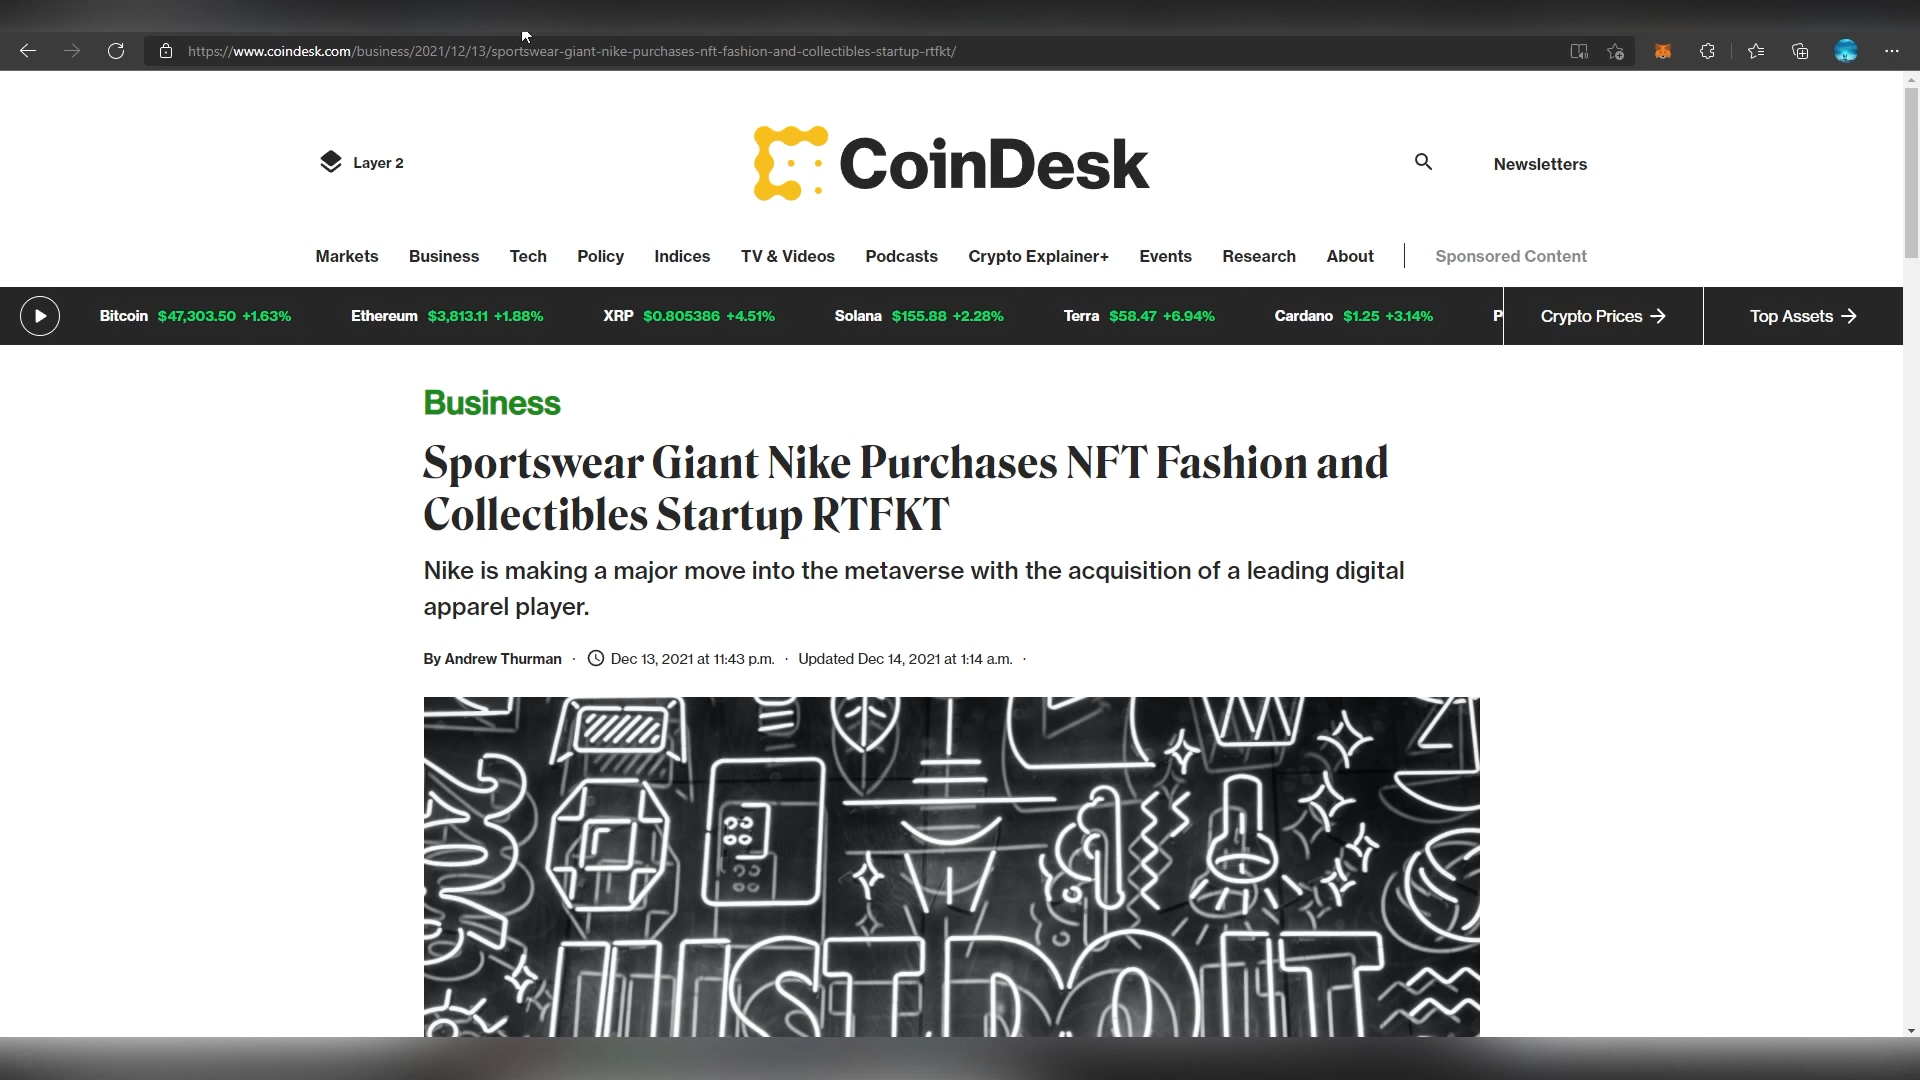 https://www.coindesk.com/business/2021/12/13/sportswear-giant-nike-purchases-nft-fashion-and-collectibles-startup-rtfkt/
Layer 2
CoinDesk
Newsletters
Markets Business Tech Policy Indices TV & Videos Podcasts Crypto Explainer+ Events Research About Sponsored Content
Bitcoin $47,303.50 +1.63% Ethereum $3,813.11 +1.88% XRP $0.805386 +4.51% Solana $155.88 +2.28% Terra $58.47 +6.94% Cardano $1.25 +3.14% P Crypto Prices → Top Assets →
Business
Sportswear Giant Nike Purchases NFT Fashion and
Collectibles Startup RTFKT
Nike is making a major move into the metaverse with the acquisition of a leading digital
apparel player.
By Andrew Thurman · Dec 13, 2021 at 11:43 p.m. · Updated Dec 14, 2021 at 1:14 a.m. ·
JUST DO IT